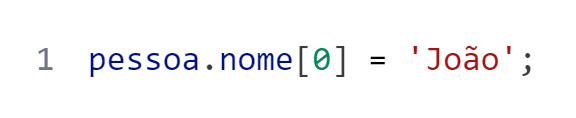 1 pessoa.nome[0] = 'João';